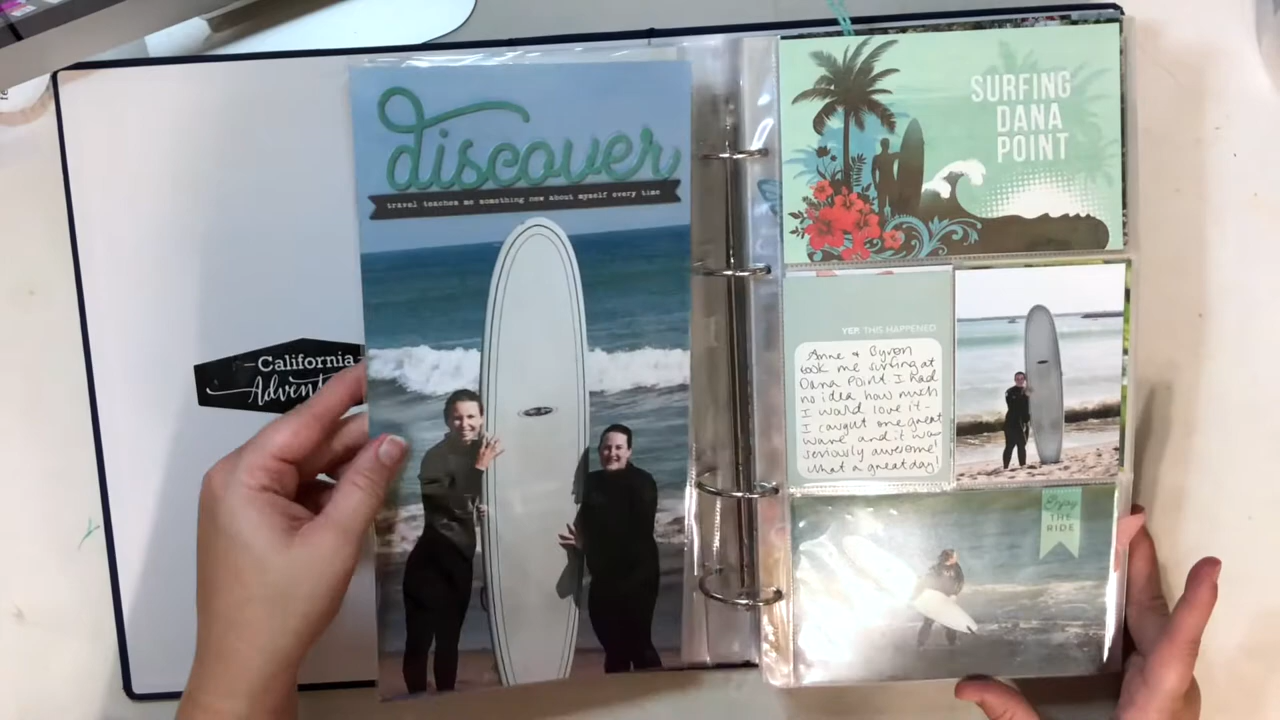 discover
travel teaches me something new about myself every time
California
Advent
SURFING
DANA
POINT
YEP, THIS HAPPENED
Anne + Byron
took me surfing at
Dana Point. I had
no idea how much
I would love it -
I caught one great
wave and it was
seriously awesome!
What a great day!
Enjoy
THE
RIDE